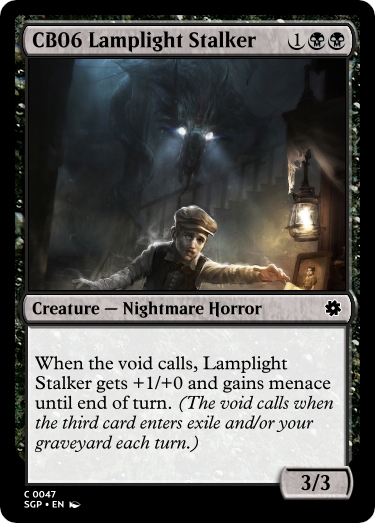 CB06 Lamplight Stalker 1
Creature — Nightmare Horror
When the void calls, Lamplight
Stalker gets +1/+0 and gains menace
until end of turn. (The void calls when
the third card enters exile and/or your
graveyard each turn.)
3/3
C 0047
SGP • EN